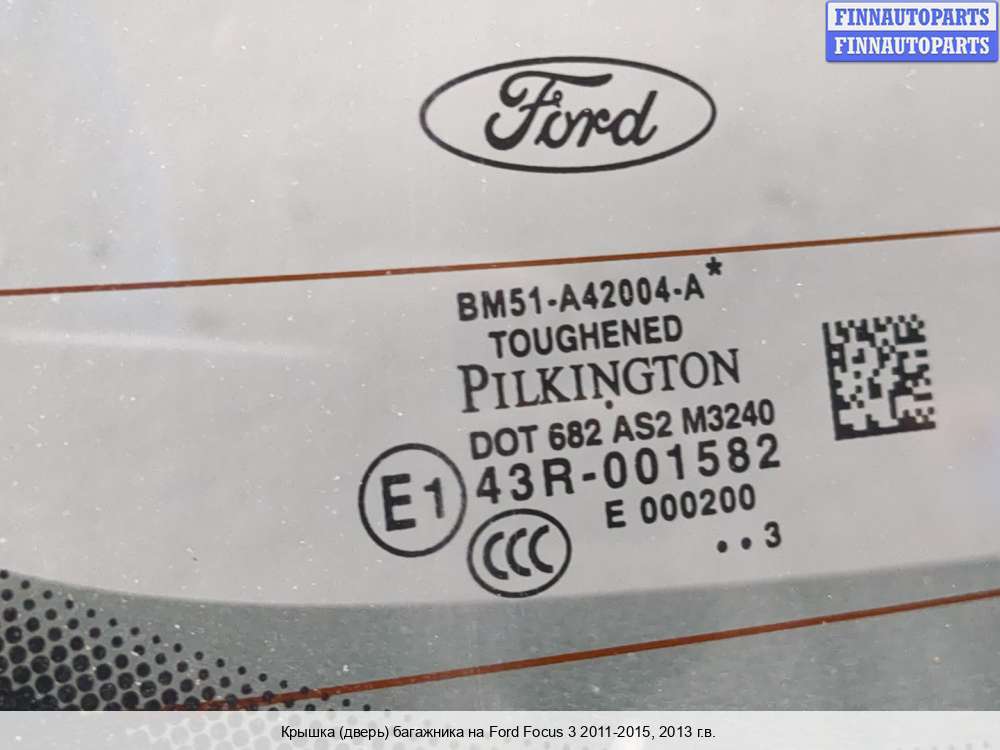 FINNAUTOPARTS
FINNAUTOPARTS
Ford
BM51-A42004-A*
TOUGHENED
PILKINGTON
DOT 682 AS2 M3240
E1 43R-001582
CCC E 000200
• • 3
Крышка (дверь) багажника на Ford Focus 3 2011-2015, 2013 г.в.